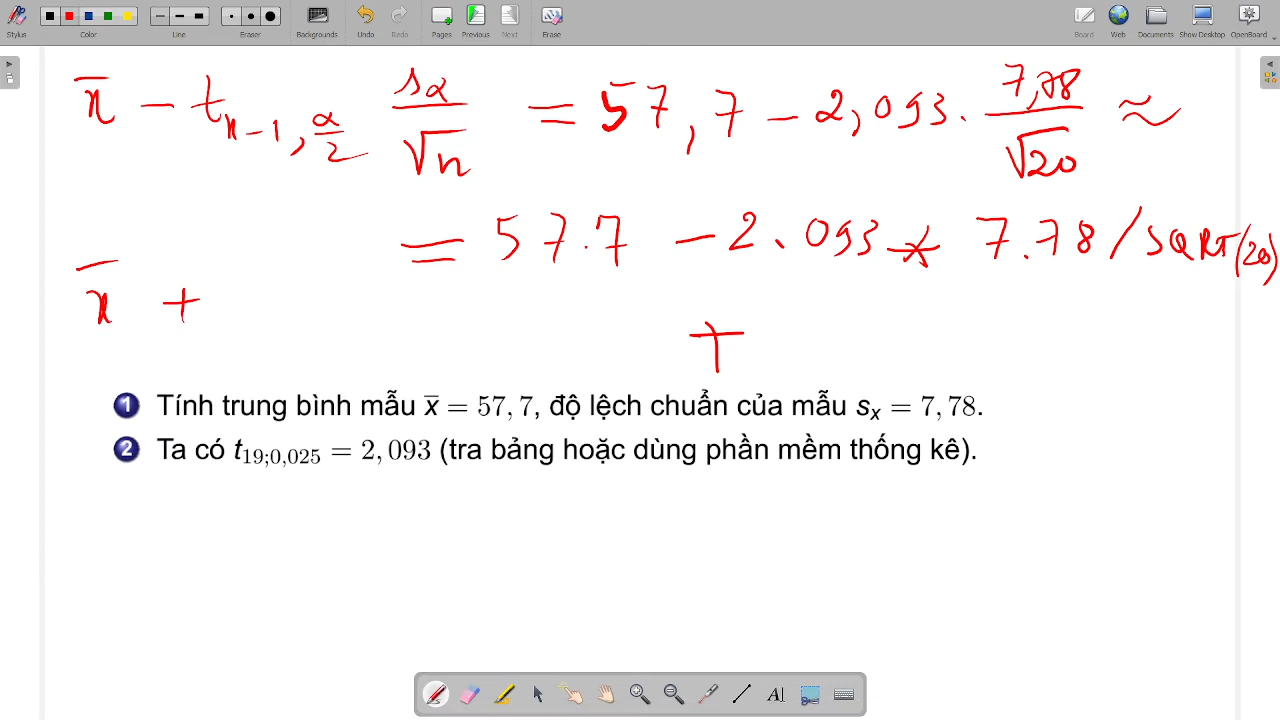 Stylus Color Line Eraser Backgrounds Undo Redo Pages Previous Next Erase Board Web Documents Show Desktop OpenBoard
x̄ − t_{n−1, α/2} sx/√n = 57,7 − 2,093 . 7,78/√20 ≈
= 57.7 − 2.093 * 7.78 / SQRT(20)
x̄ +
+
1 Tính trung bình mẫu x̄ = 57, 7, độ lệch chuẩn của mẫu sₓ = 7, 78.
2 Ta có t_{19;0,025} = 2, 093 (tra bảng hoặc dùng phần mềm thống kê).